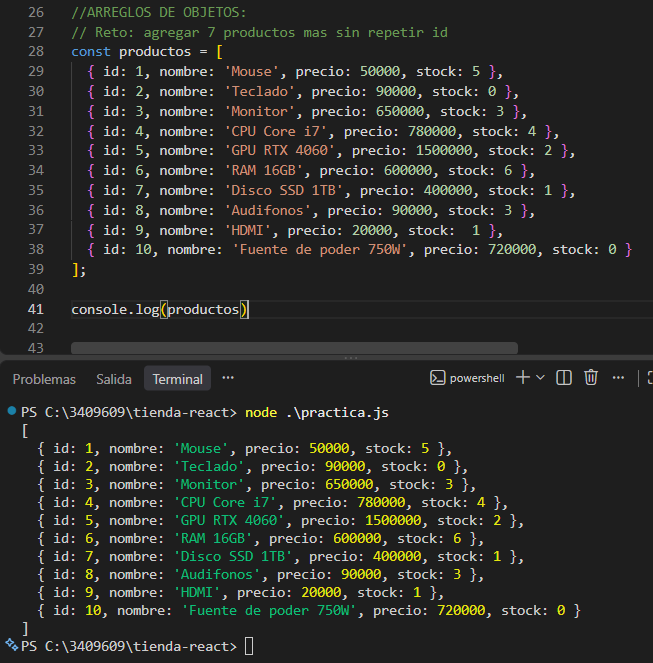 26 //ARREGLOS DE OBJETOS:
27 // Reto: agregar 7 productos mas sin repetir id
28 const productos = [
29 { id: 1, nombre: 'Mouse', precio: 50000, stock: 5 },
30 { id: 2, nombre: 'Teclado', precio: 90000, stock: 0 },
31 { id: 3, nombre: 'Monitor', precio: 650000, stock: 3 },
32 { id: 4, nombre: 'CPU Core i7', precio: 780000, stock: 4 },
33 { id: 5, nombre: 'GPU RTX 4060', precio: 1500000, stock: 2 },
34 { id: 6, nombre: 'RAM 16GB', precio: 600000, stock: 6 },
35 { id: 7, nombre: 'Disco SSD 1TB', precio: 400000, stock: 1 },
36 { id: 8, nombre: 'Audifonos', precio: 90000, stock: 3 },
37 { id: 9, nombre: 'HDMI', precio: 20000, stock:  1 },
38 { id: 10, nombre: 'Fuente de poder 750W', precio: 720000, stock: 0 }
39 ];
40
41 console.log(productos)
42
43
Problemas Salida Terminal ··· powershell ···
PS C:\3409609\tienda-react> node .\practica.js
[
{ id: 1, nombre: 'Mouse', precio: 50000, stock: 5 },
{ id: 2, nombre: 'Teclado', precio: 90000, stock: 0 },
{ id: 3, nombre: 'Monitor', precio: 650000, stock: 3 },
{ id: 4, nombre: 'CPU Core i7', precio: 780000, stock: 4 },
{ id: 5, nombre: 'GPU RTX 4060', precio: 1500000, stock: 2 },
{ id: 6, nombre: 'RAM 16GB', precio: 600000, stock: 6 },
{ id: 7, nombre: 'Disco SSD 1TB', precio: 400000, stock: 1 },
{ id: 8, nombre: 'Audifonos', precio: 90000, stock: 3 },
{ id: 9, nombre: 'HDMI', precio: 20000, stock: 1 },
{ id: 10, nombre: 'Fuente de poder 750W', precio: 720000, stock: 0 }
]
PS C:\3409609\tienda-react>